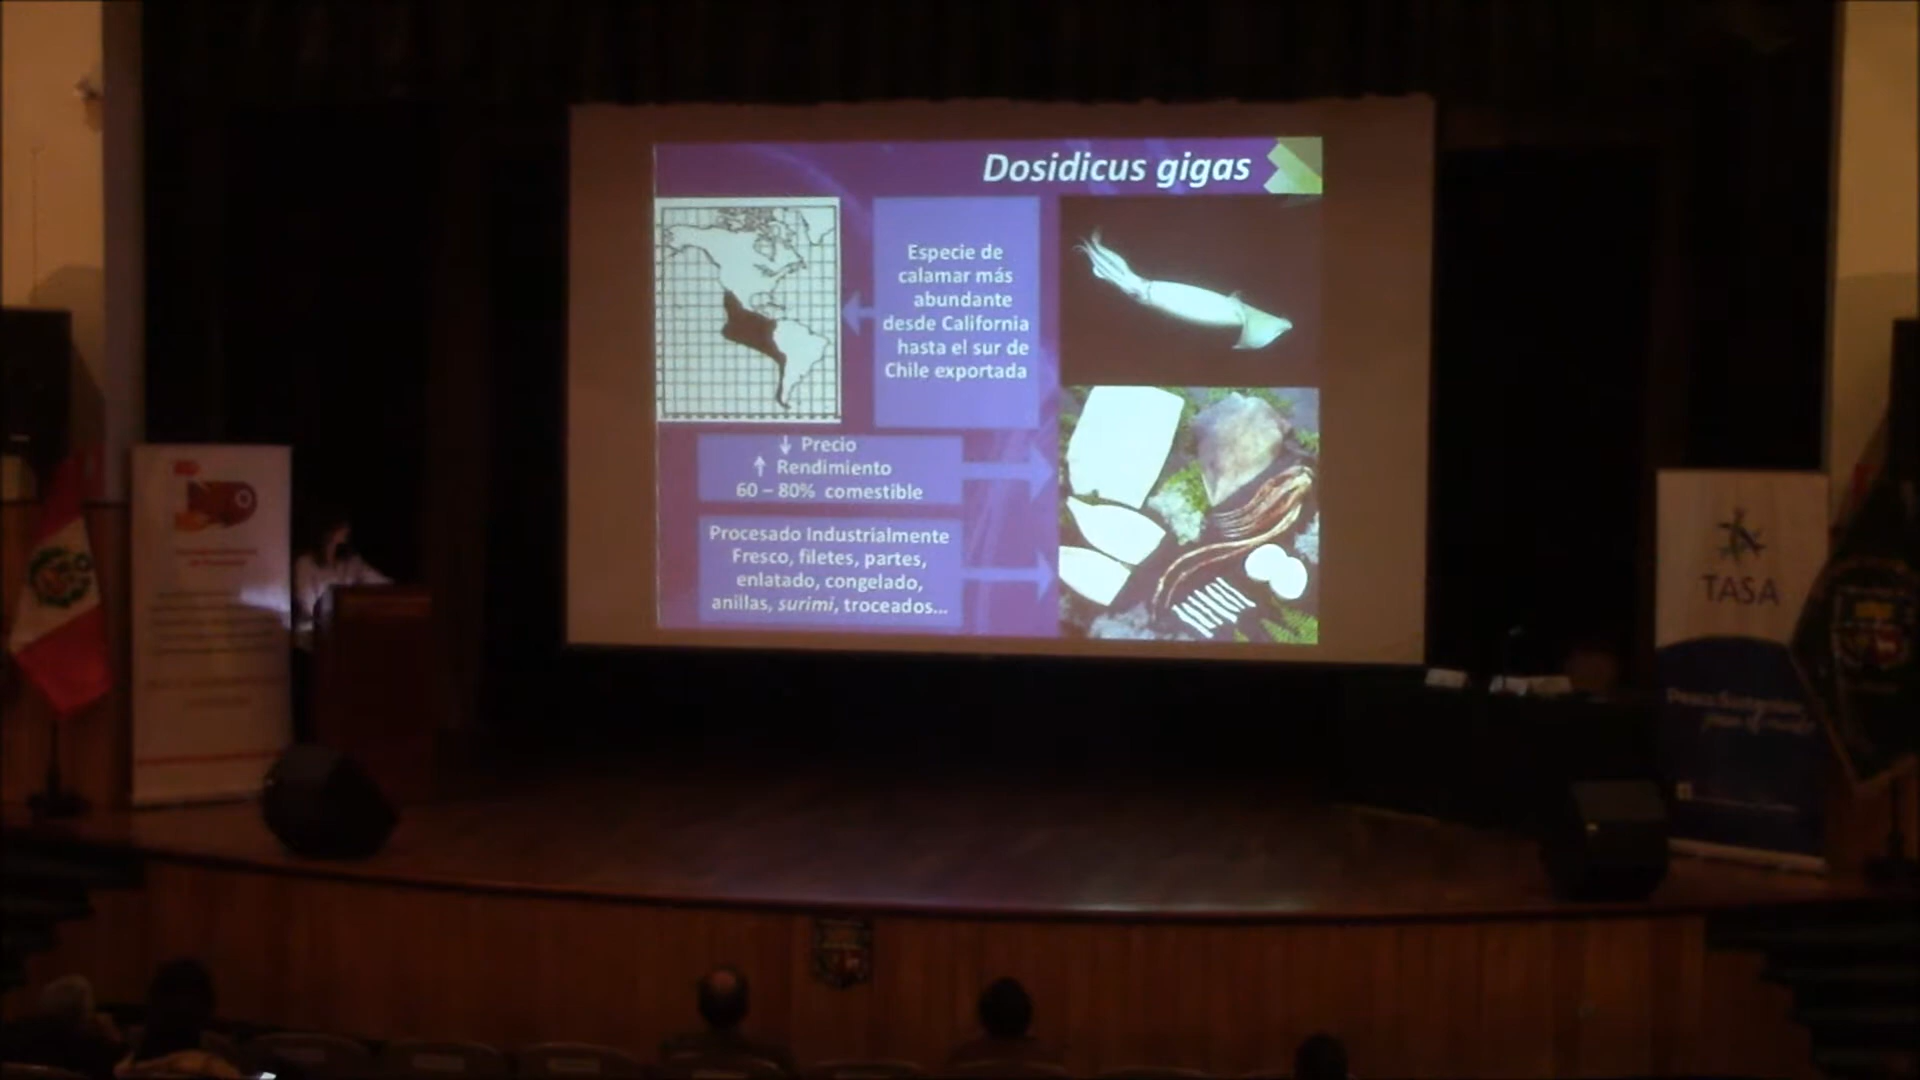 Dosidicus gigas
Especie de
calamar más
abundante
desde California
hasta el sur de
Chile exportada
↓ Precio
↑ Rendimiento
60 – 80% comestible
Procesado Industrialmente
Fresco, filetes, partes,
enlatado, congelado,
anillas, surimi, troceados...
TASA